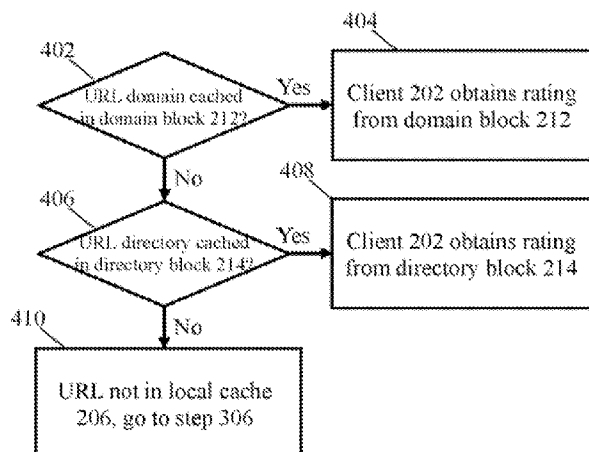 402
URL domain cached
in domain block 212?
Yes
404
Client 202 obtains rating
from domain block 212
No
406
URL directory cached
in directory block 214?
Yes
408
Client 202 obtains rating
from directory block 214
No
410
URL not in local cache
206, go to step 306